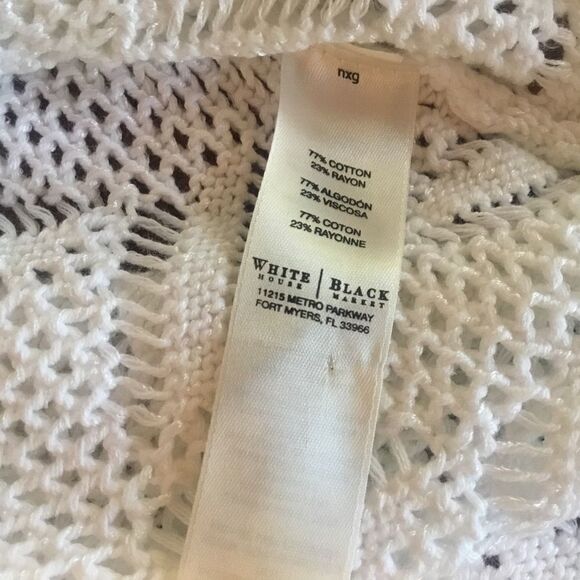 nxg
77% COTTON
23% RAYON
77% ALGODÓN
23% VISCOSA
77% COTON
23% RAYONNE
WHITE | BLACK
HOUSE MARKET
11215 METRO PARKWAY
FORT MYERS, FL 33966